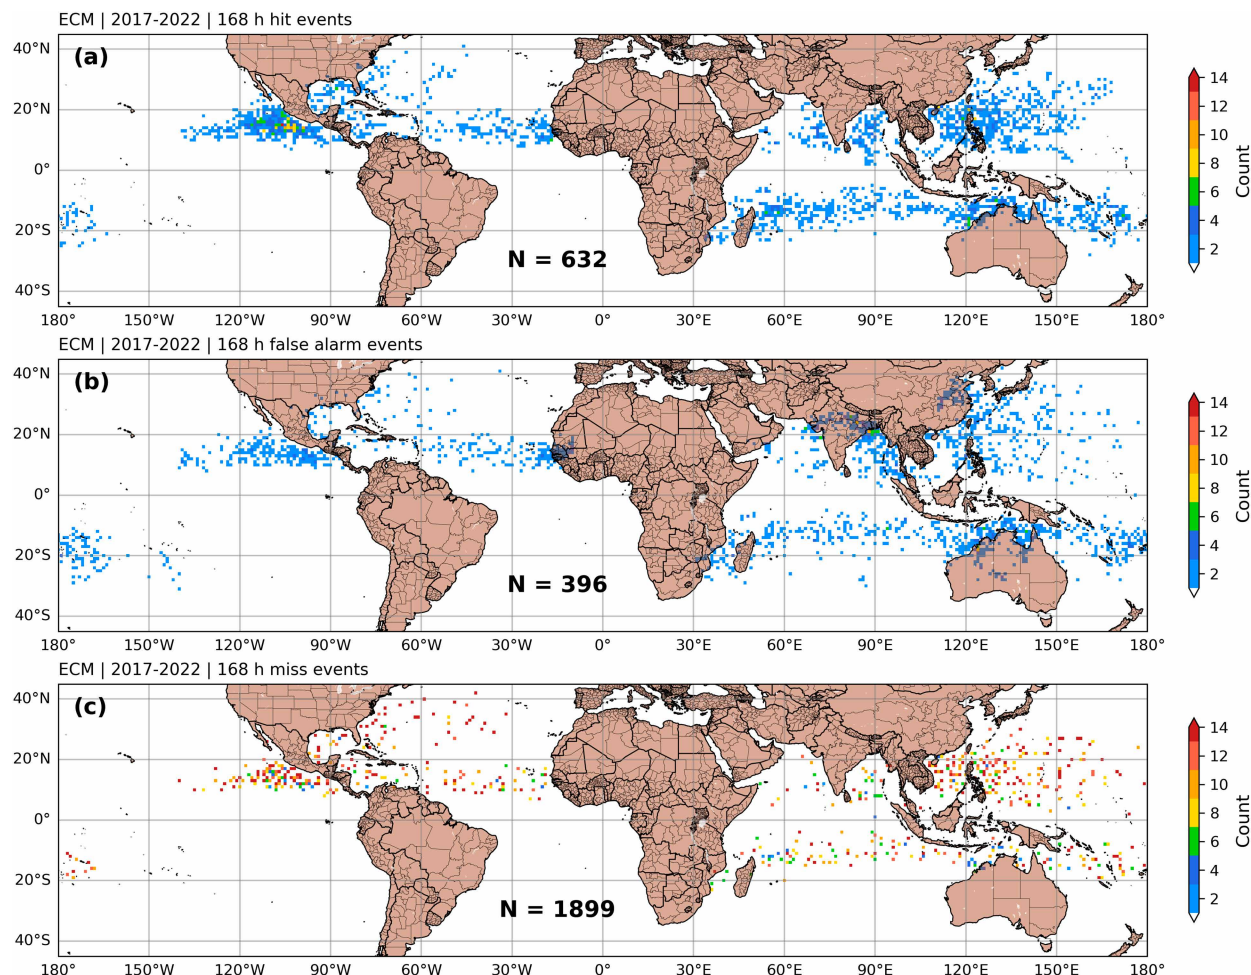 ECM | 2017-2022 | 168 h hit events
(a)
40°N
20°N
0°
20°S
40°S
N = 632
180° 150°W 120°W 90°W 60°W 30°W 0° 30°E 60°E 90°E 120°E 150°E 180°
14
12
10
8
6
4
2
Count
ECM | 2017-2022 | 168 h false alarm events
(b)
40°N
20°N
0°
20°S
40°S
N = 396
180° 150°W 120°W 90°W 60°W 30°W 0° 30°E 60°E 90°E 120°E 150°E 180°
14
12
10
8
6
4
2
Count
ECM | 2017-2022 | 168 h miss events
(c)
40°N
20°N
0°
20°S
40°S
N = 1899
180° 150°W 120°W 90°W 60°W 30°W 0° 30°E 60°E 90°E 120°E 150°E 180°
14
12
10
8
6
4
2
Count